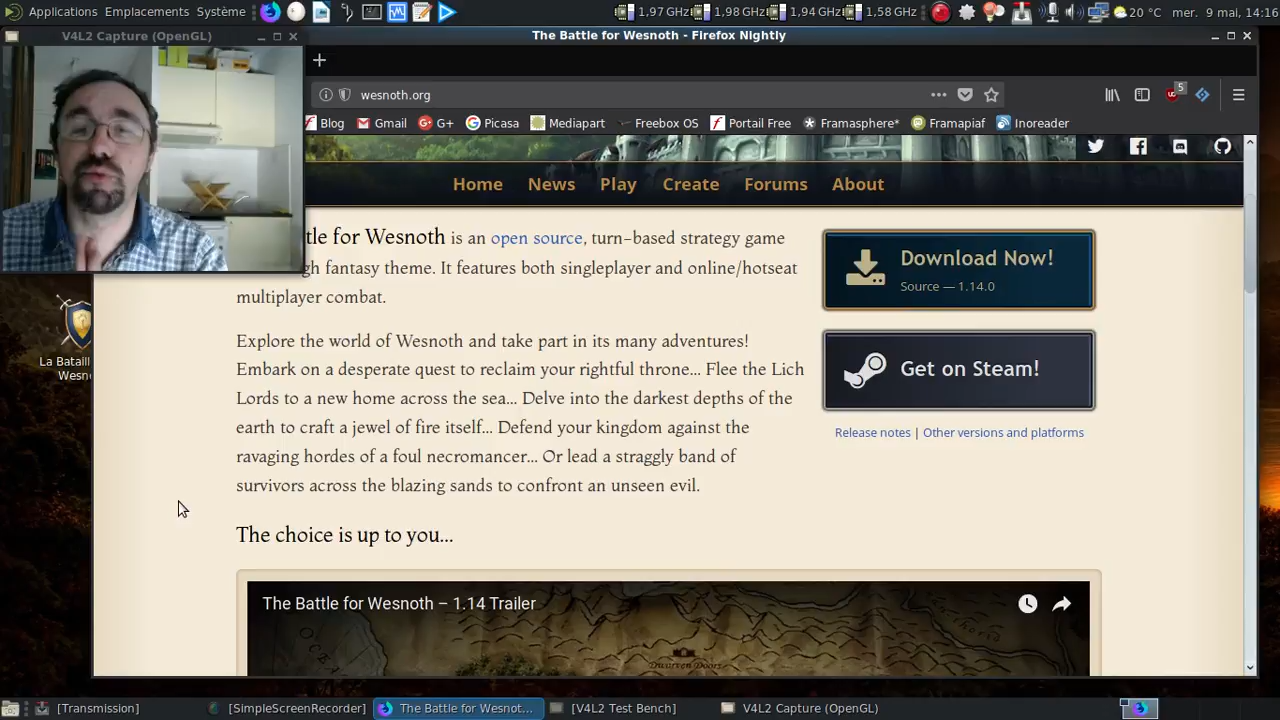 Applications Emplacements Système 1,97 GHz 1,98 GHz 1,94 GHz 1,58 GHz 20 °C mer. 9 mai, 14:16
V4L2 Capture (OpenGL)
The Battle for Wesnoth - Firefox Nightly
wesnoth.org
5
Blog Gmail G+ Picasa Mediapart Freebox OS Portail Free Framasphère* Framapiaf Inoreader
Home News Play Create Forums About
tle for Wesnoth is an open source, turn-based strategy game
fantasy theme. It features both singleplayer and online/hotseat
multiplayer combat.
Download Now!
Source — 1.14.0
Explore the world of Wesnoth and take part in its many adventures!
Embark on a desperate quest to reclaim your rightful throne... Flee the Lich
Lords to a new home across the sea... Delve into the darkest depths of the
earth to craft a jewel of fire itself... Defend your kingdom against the
ravaging hordes of a foul necromancer... Or lead a straggly band of
survivors across the blazing sands to confront an unseen evil.
Get on Steam!
Release notes | Other versions and platforms
La Batail
Wesn
The choice is up to you...
The Battle for Wesnoth – 1.14 Trailer
Dwarven Doors
[Transmission] [SimpleScreenRecorder] The Battle for Wesnot... [V4L2 Test Bench] V4L2 Capture (OpenGL)